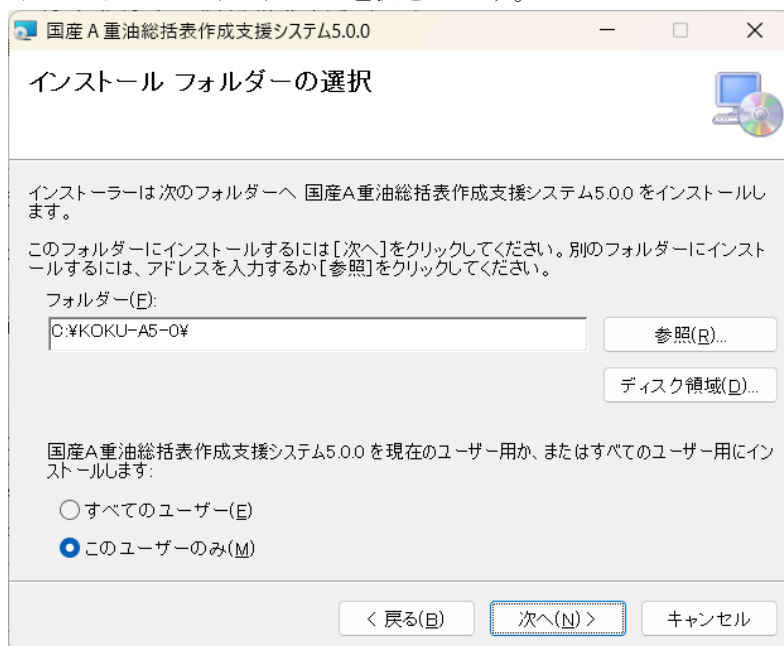 国産Ａ重油総括表作成支援システム5.0.0
インストール フォルダーの選択
インストーラーは次のフォルダーへ 国産A重油総括表作成支援システム5.0.0 をインストールし
ます。
このフォルダーにインストールするには[次へ]をクリックしてください。別のフォルダーにインスト
ールするには、アドレスを入力するか[参照]をクリックしてください。
フォルダー(F):
C:¥KOKU-A5-0¥
参照(R)...
ディスク領域(D)...
国産A重油総括表作成支援システム5.0.0 を現在のユーザー用か、またはすべてのユーザー用にイン
ストールします:
すべてのユーザー(E)
このユーザーのみ(M)
< 戻る(B)
次へ(N) >
キャンセル